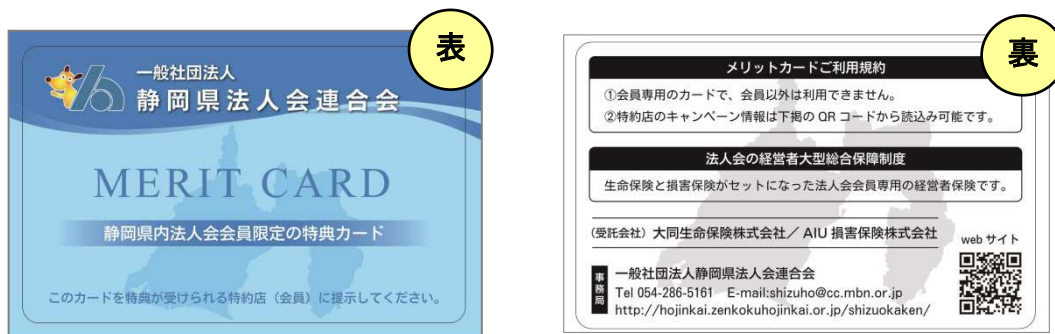 表
一般社団法人
静岡県法人会連合会
MERIT CARD
静岡県内法人会会員限定の特典カード
このカードを特典が受けられる特約店（会員）に提示してください。
裏
メリットカードご利用規約
①会員専用のカードで、会員以外は利用できません。
②特約店のキャンペーン情報は下掲の QR コードから読込み可能です。
法人会の経営者大型総合保障制度
生命保険と損害保険がセットになった法人会会員専用の経営者保険です。
（受託会社）大同生命保険株式会社／ AIU 損害保険株式会社
web サイト
事務局
一般社団法人静岡県法人会連合会
Tel 054-286-5161 E-mail:shizuho@cc.mbn.or.jp
http://hojinkai.zenkokuhojinkai.or.jp/shizuokaken/